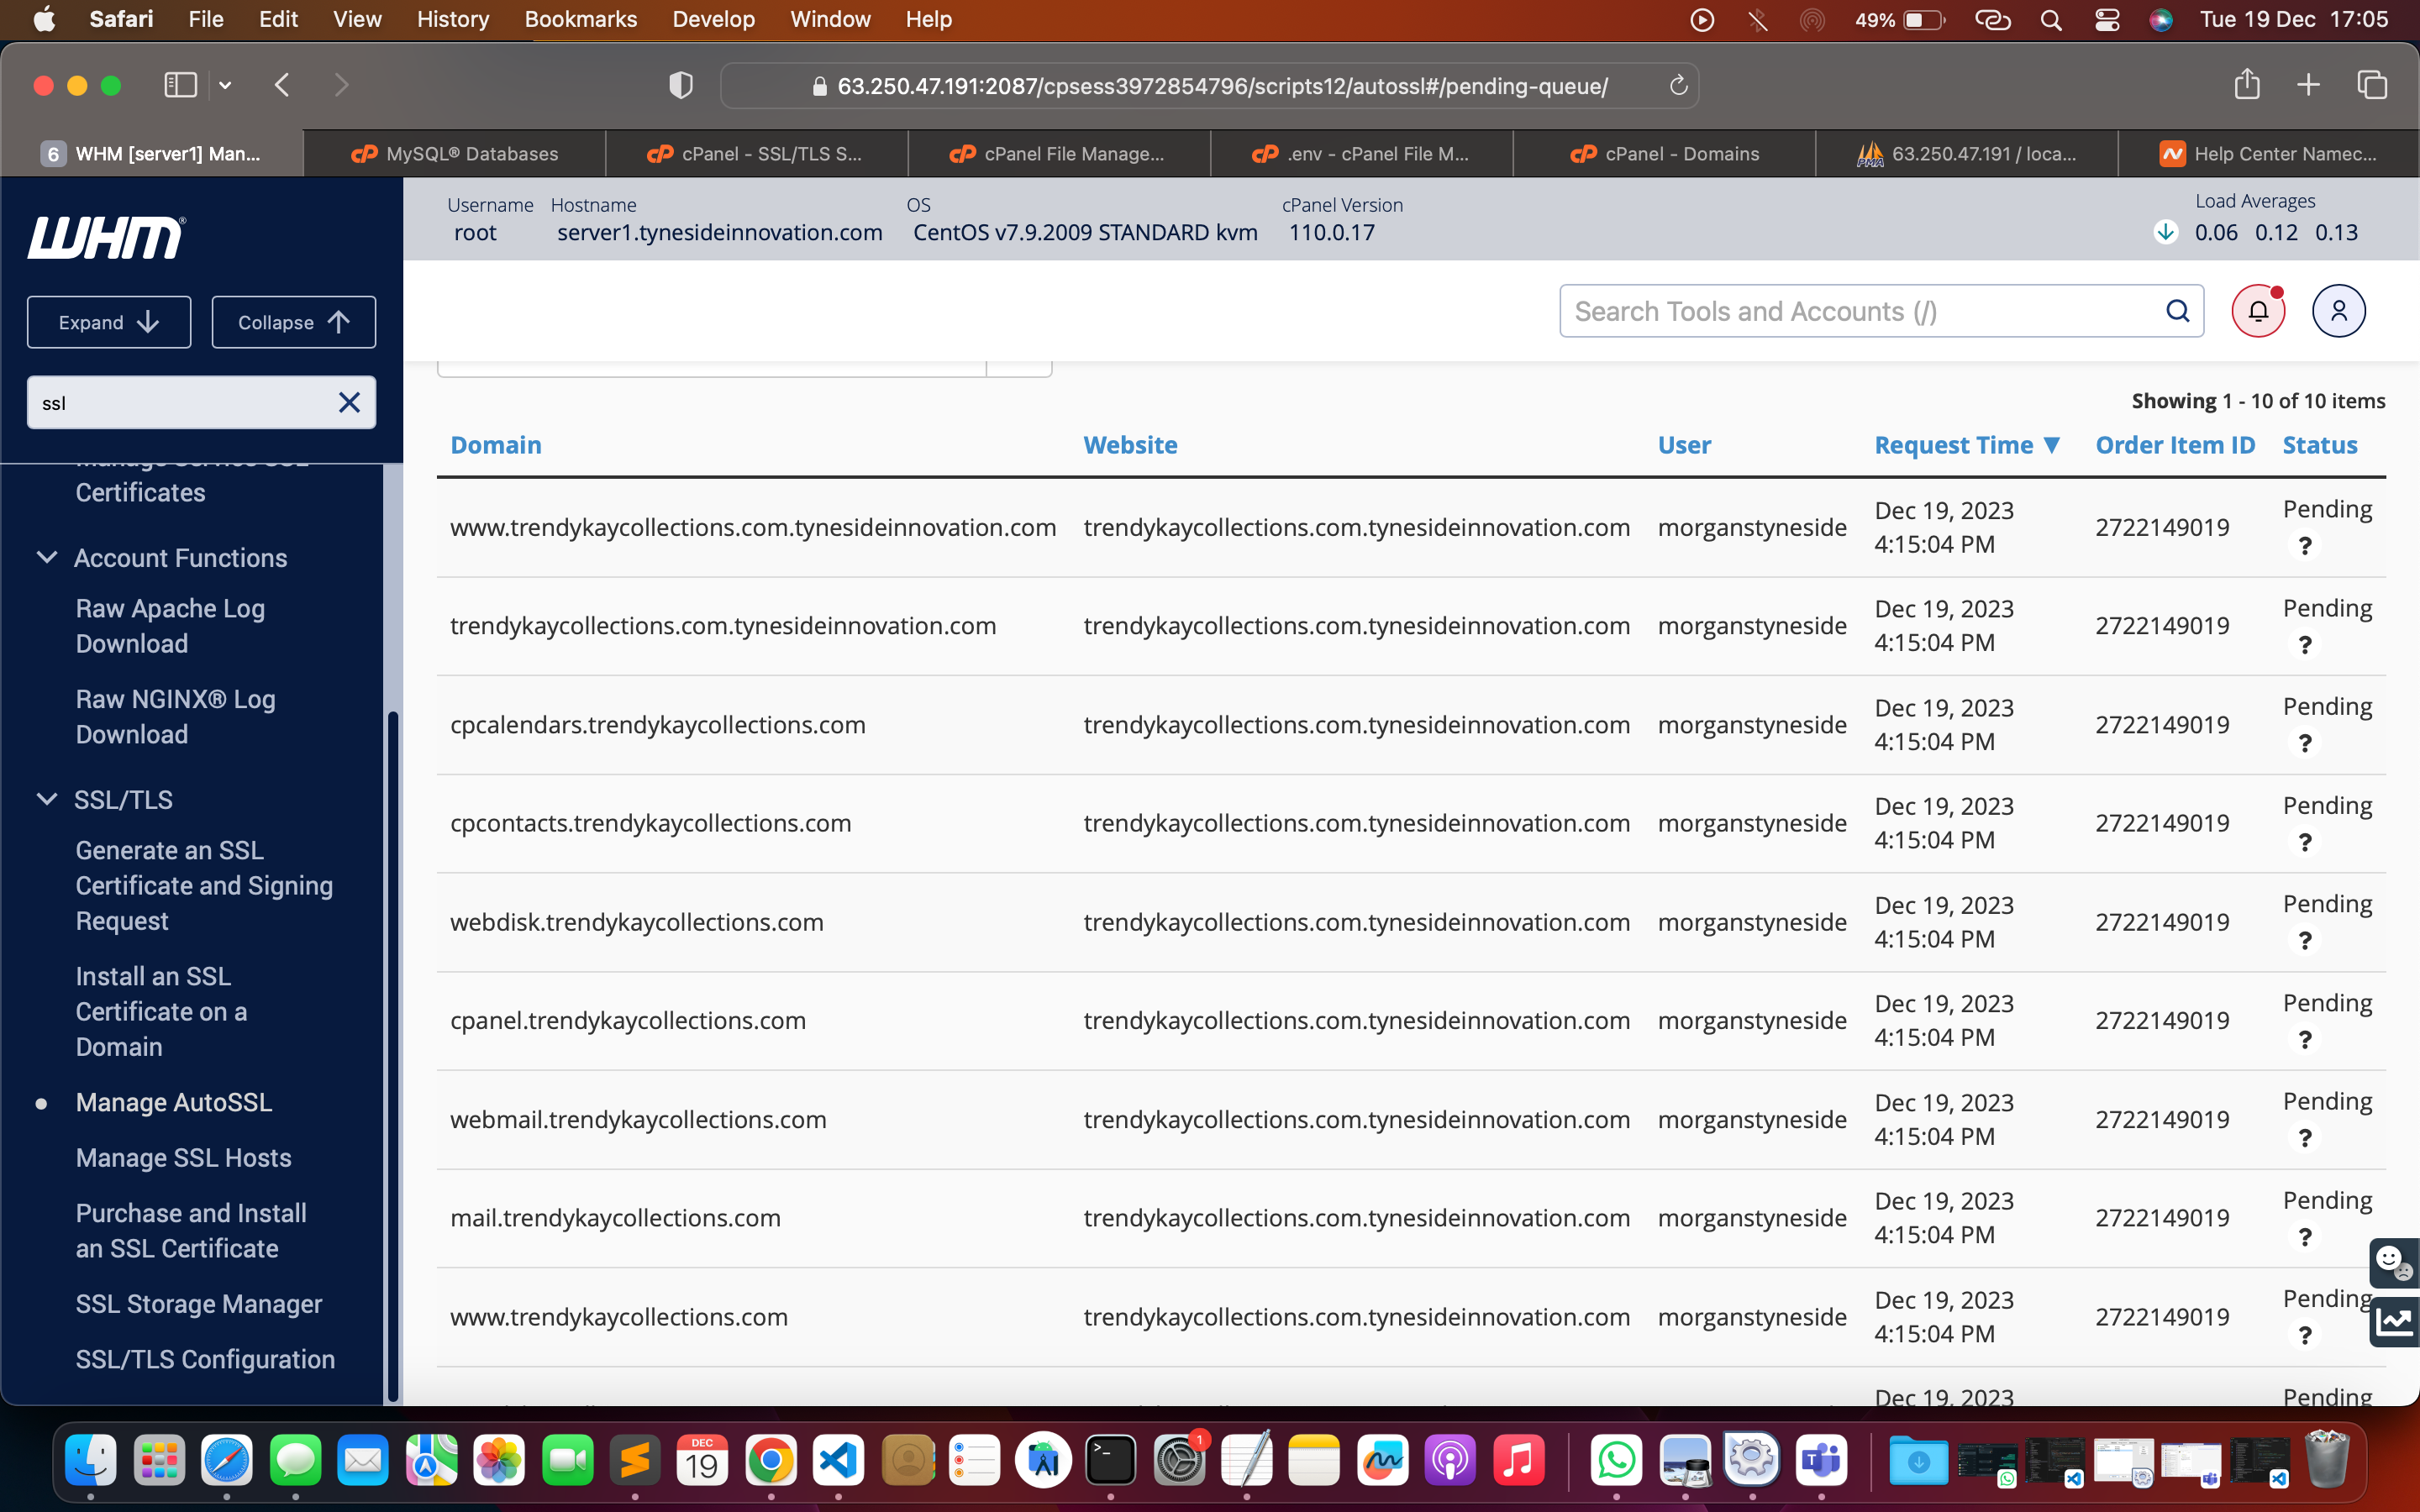 Safari File Edit View History Bookmarks Develop Window Help 49% Tue 19 Dec 17:05
63.250.47.191:2087/cpsess3972854796/scripts12/autossl#/pending-queue/
6 WHM [server1] Man... MySQL® Databases cPanel - SSL/TLS S... cPanel File Manage... .env - cPanel File M... cPanel - Domains 63.250.47.191 / loca... Help Center Namec...
WHM®
Expand Collapse
ssl
Manage Service SSL
Certificates
Account Functions
Raw Apache Log
Download
Raw NGINX® Log
Download
SSL/TLS
Generate an SSL
Certificate and Signing
Request
Install an SSL
Certificate on a
Domain
Manage AutoSSL
Manage SSL Hosts
Purchase and Install
an SSL Certificate
SSL Storage Manager
SSL/TLS Configuration
Username Hostname OS cPanel Version Load Averages
root server1.tynesideinnovation.com CentOS v7.9.2009 STANDARD kvm 110.0.17 0.06 0.12 0.13
Search Tools and Accounts (/)
Showing 1 - 10 of 10 items
Domain Website User Request Time ▼ Order Item ID Status
www.trendykaycollections.com.tynesideinnovation.com trendykaycollections.com.tynesideinnovation.com morganstyneside Dec 19, 2023 4:15:04 PM 2722149019 Pending ?
trendykaycollections.com.tynesideinnovation.com trendykaycollections.com.tynesideinnovation.com morganstyneside Dec 19, 2023 4:15:04 PM 2722149019 Pending ?
cpcalendars.trendykaycollections.com trendykaycollections.com.tynesideinnovation.com morganstyneside Dec 19, 2023 4:15:04 PM 2722149019 Pending ?
cpcontacts.trendykaycollections.com trendykaycollections.com.tynesideinnovation.com morganstyneside Dec 19, 2023 4:15:04 PM 2722149019 Pending ?
webdisk.trendykaycollections.com trendykaycollections.com.tynesideinnovation.com morganstyneside Dec 19, 2023 4:15:04 PM 2722149019 Pending ?
cpanel.trendykaycollections.com trendykaycollections.com.tynesideinnovation.com morganstyneside Dec 19, 2023 4:15:04 PM 2722149019 Pending ?
webmail.trendykaycollections.com trendykaycollections.com.tynesideinnovation.com morganstyneside Dec 19, 2023 4:15:04 PM 2722149019 Pending ?
mail.trendykaycollections.com trendykaycollections.com.tynesideinnovation.com morganstyneside Dec 19, 2023 4:15:04 PM 2722149019 Pending ?
www.trendykaycollections.com trendykaycollections.com.tynesideinnovation.com morganstyneside Dec 19, 2023 4:15:04 PM 2722149019 Pending ?
Dec 19, 2023 Pending
DEC
19
1